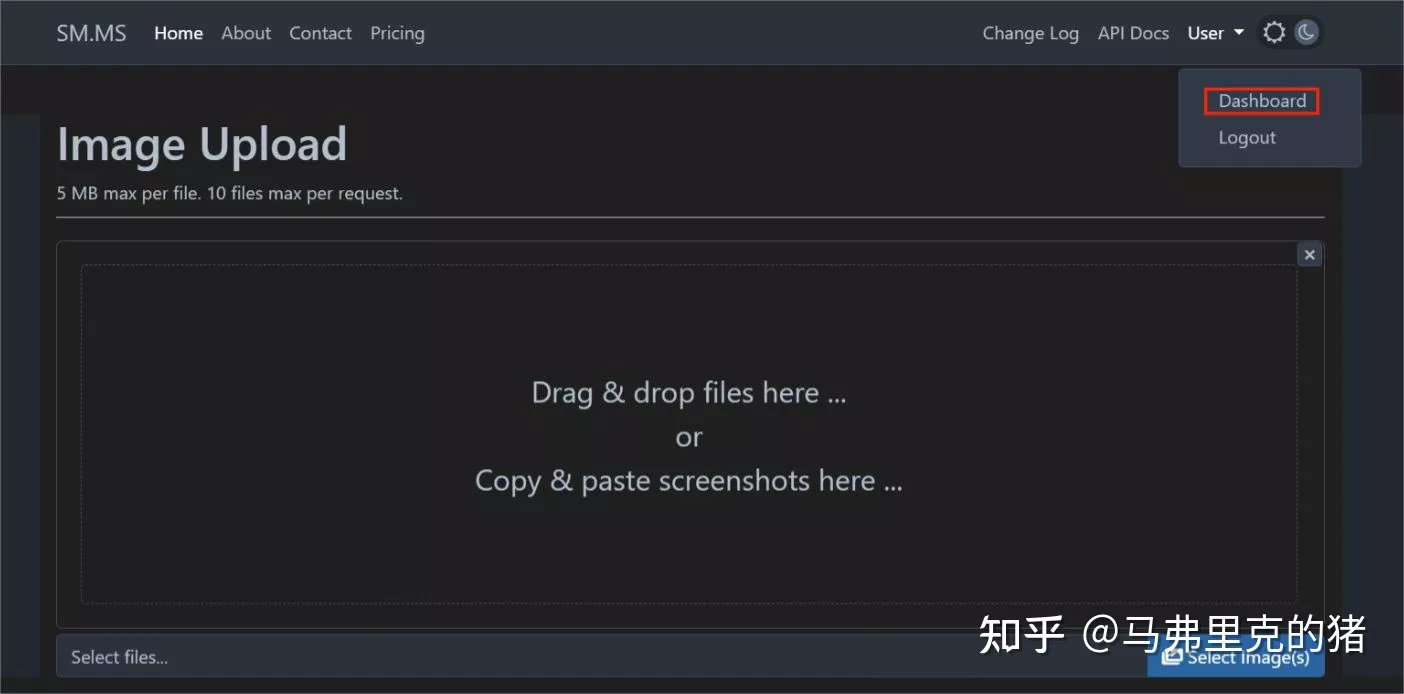 SM.MS Home About Contact Pricing Change Log API Docs User
Dashboard
Logout
Image Upload
5 MB max per file. 10 files max per request.
Drag & drop files here ...
or
Copy & paste screenshots here ...
知乎 @马弗里克的猪
Select files... Select image(s)